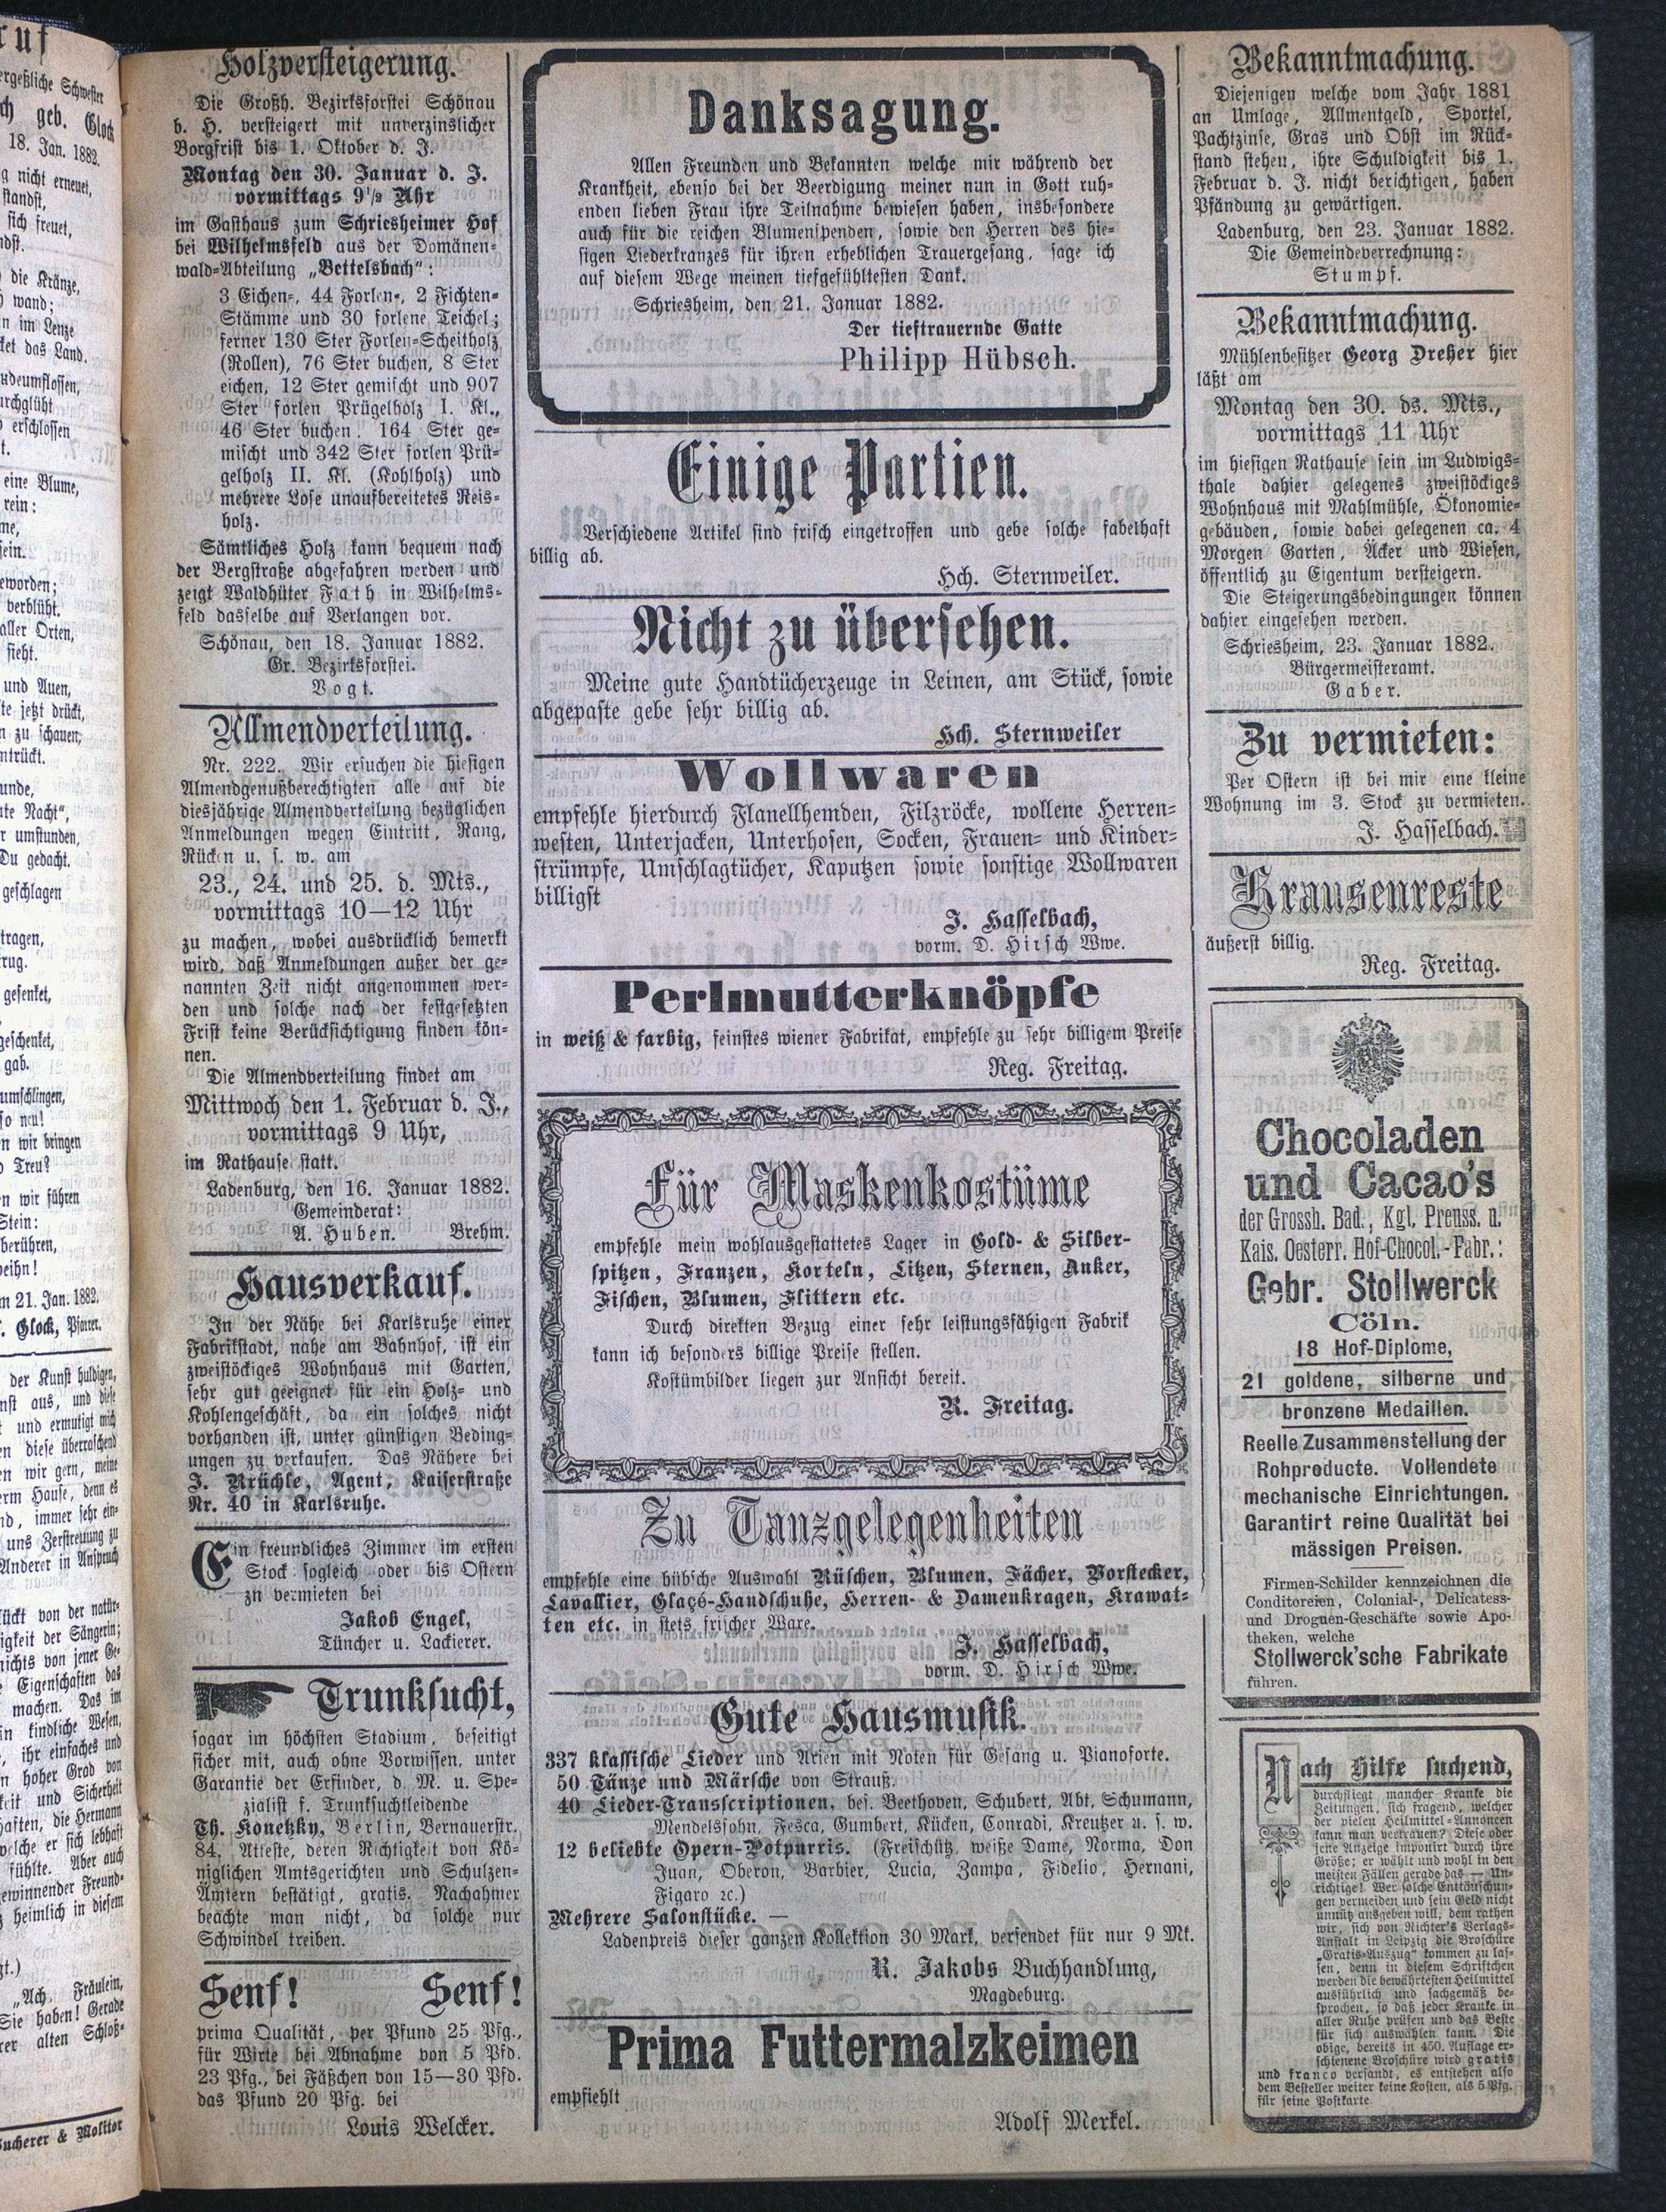 Holzversteigerung.
Die Großh. Bezirksforstei Schönau
b. H. versteigert mit unverzinslicher
Borgfrist bis 1. Oktober d. J.
Montag den 30. Januar d. J.
vormittags 9½ Uhr
im Gasthaus zum Schriesheimer Hof
bei Wilhelmsfeld aus der Domänen-
wald-Abteilung „Bettelsbach“:
3 Eichen-, 44 Forlen-, 2 Fichten-
Stämme und 30 forlene Teichel;
ferner 130 Ster Forlen-Scheitholz
(Rollen), 76 Ster buchen, 8 Ster
eichen, 12 Ster gemischt und 907
Ster forlen Prügelholz I. Kl.,
46 Ster buchen, 164 Ster ge-
mischt und 342 Ster forlen Prü-
gelholz II. Kl. (Kohlholz) und
mehrere Lose unaufbereitetes Reis-
holz.
Sämtliches Holz kann bequem nach
der Bergstraße abgefahren werden und
zeigt Waldhüter Fath in Wilhelms-
feld dasselbe auf Verlangen vor.
Schönau, den 18. Januar 1882.
Gr. Bezirksforstei.
Vogt.
Allmendverteilung.
Nr. 222. Wir ersuchen die hiesigen
Almendgenußberechtigten alle auf die
diesjährige Almendverteilung bezüglichen
Anmeldungen wegen Eintritt, Rang,
Rücken u. s. w. am
23., 24. und 25. d. Mts.,
vormittags 10—12 Uhr
zu machen, wobei ausdrücklich bemerkt
wird, daß Anmeldungen außer der ge-
nannten Zeit nicht angenommen wer-
den und solche nach der festgesetzten
Frist keine Berücksichtigung finden kön-
nen.
Die Almendverteilung findet am
Mittwoch den 1. Februar d. J.,
vormittags 9 Uhr,
im Rathause statt.
Ladenburg, den 16. Januar 1882.
Gemeinderat:
A. Huben. Brehm.
Hausverkauf.
In der Nähe bei Karlsruhe einer
Fabrikstadt, nahe am Bahnhof, ist ein
zweistöckiges Wohnhaus mit Garten,
sehr gut geeignet für ein Holz- und
Kohlengeschäft, da ein solches nicht
vorhanden ist, unter günstigen Beding-
ungen zu verkaufen. Das Nähere bei
J. Brüchle, Agent, Kaiserstraße
Nr. 40 in Karlsruhe.
Ein freundliches Zimmer im ersten
Stock sogleich oder bis Ostern
zu vermieten bei
Jakob Engel,
Tüncher u. Lackierer.
Trunksucht,
sogar im höchsten Stadium, beseitigt
sicher mit, auch ohne Vorwissen, unter
Garantie der Erfinder, d. M. u. Spe-
zialist f. Trunksuchtleidende
Th. Konetzky, Berlin, Bernauerstr.
84. Atteste, deren Richtigkeit von Kö-
niglichen Amtsgerichten und Schulzen-
Ämtern bestätigt, gratis. Nachahmer
beachte man nicht, da solche nur
Schwindel treiben.
Senf! Senf!
prima Qualität, per Pfund 25 Pfg.,
für Wirte bei Abnahme von 5 Pfd.
23 Pfg., bei Fäßchen von 15—30 Pfd.
das Pfund 20 Pfg. bei
Louis Welcker.
Danksagung.
Allen Freunden und Bekannten welche mir während der
Krankheit, ebenso bei der Beerdigung meiner nun in Gott ruh-
enden lieben Frau ihre Teilnahme bewiesen haben, insbesondere
auch für die reichen Blumenspenden, sowie den Herren des hie-
sigen Liederkranzes für ihren erheblichen Trauergesang, sage ich
auf diesem Wege meinen tiefgefühltesten Dank.
Schriesheim, den 21. Januar 1882.
Der tieftrauernde Gatte
Philipp Hübsch.
Einige Partien.
Verschiedene Artikel sind frisch eingetroffen und gebe solche fabelhaft
billig ab.
Hch. Sternweiler.
Nicht zu übersehen.
Meine gute Handtücherzeuge in Leinen, am Stück, sowie
abgepaßte gebe sehr billig ab.
Hch. Sternweiler
Wollwaren
empfehle hierdurch Flanellhemden, Filzröcke, wollene Herren-
westen, Unterjacken, Unterhosen, Socken, Frauen- und Kinder-
strümpfe, Umschlagtücher, Kaputzen sowie sonstige Wollwaren
billigst
J. Hasselbach,
vorm. D. Hirsch Wwe.
Perlmutterknöpfe
in weiß & farbig, feinstes wiener Fabrikat, empfehle zu sehr billigem Preise
Reg. Freitag.
Für Maskenkostüme
empfehle mein wohlausgestattetes Lager in Gold- & Silber-
spitzen, Franzen, Korteln, Litzen, Sternen, Anker,
Fischen, Blumen, Flittern etc.
Durch direkten Bezug einer sehr leistungsfähigen Fabrik
kann ich besonders billige Preise stellen.
Kostümbilder liegen zur Ansicht bereit.
R. Freitag.
Zu Tanzgelegenheiten
empfehle eine hübsche Auswahl Rüschen, Blumen, Fächer, Vorstecker,
Lavallier, Glaçé-Handschuhe, Herren- & Damenkragen, Krawat-
ten etc. in stets frischer Ware.
J. Hasselbach,
vorm. D. Hirsch Wwe.
Gute Hausmusik.
337 klassische Lieder und Arien mit Noten für Gesang u. Pianoforte.
50 Tänze und Märsche von Strauß.
40 Lieder-Transscriptionen, bes. Beethoven, Schubert, Abt, Schumann,
Mendelssohn, Fesca, Gumbert, Kücken, Conradi, Kreutzer u. s. w.
12 beliebte Opern-Potpurris. (Freischütz, weiße Dame, Norma, Don
Juan, Oberon, Barbier, Lucia, Zampa, Fidelio, Hernani,
Figaro ꝛc.)
Mehrere Salonstücke. —
Ladenpreis dieser ganzen Kollektion 30 Mark, versendet für nur 9 Mk.
R. Jakobs Buchhandlung,
Magdeburg.
Prima Futtermalzkeimen
empfiehlt
Adolf Merkel.
Bekanntmachung.
Diejenigen welche vom Jahr 1881
an Umlage, Allmentgeld, Sportel,
Pachtzinse, Gras und Obst im Rück-
stand stehen, ihre Schuldigkeit bis 1.
Februar d. J. nicht berichtigen, haben
Pfändung zu gewärtigen.
Ladenburg, den 23. Januar 1882.
Die Gemeindeverrechnung:
Stumpf.
Bekanntmachung.
Mühlenbesitzer Georg Dreher hier
läßt am
Montag den 30. ds. Mts.,
vormittags 11 Uhr
im hiesigen Rathause sein im Ludwigs-
thale dahier gelegenes zweistöckiges
Wohnhaus mit Mahlmühle, Ökonomie-
gebäuden, sowie dabei gelegenen ca. 4
Morgen Garten, Äcker und Wiesen,
öffentlich zu Eigentum versteigern.
Die Steigerungsbedingungen können
dahier eingesehen werden.
Schriesheim, 23. Januar 1882.
Bürgermeisteramt.
Gaber.
Zu vermieten:
Per Ostern ist bei mir eine kleine
Wohnung im 3. Stock zu vermieten.
J. Hasselbach.
Krausenreste
äußerst billig.
Reg. Freitag.
Chocoladen
und Cacao's
der Grossh. Bad., Kgl. Preuss. u.
Kais. Oesterr. Hof-Chocol.-Fabr.:
Gebr. Stollwerck
Cöln.
18 Hof-Diplome,
21 goldene, silberne und
bronzene Medaillen.
Reelle Zusammenstellung der
Rohproducte. Vollendete
mechanische Einrichtungen.
Garantirt reine Qualität bei
mässigen Preisen.
Firmen-Schilder kennzeichnen die
Conditoreien, Colonial-, Delicatess-
und Droguen-Geschäfte sowie Apo-
theken, welche
Stollwerck'sche Fabrikate
führen.
Nach Hilfe suchend,
durchfliegt mancher Kranke die
Zeitungen, sich fragend, welcher
der vielen Heilmittel-Annoncen
kann man vertrauen? Diese oder
jene Anzeige imponirt durch ihre
Größe; er wählt und wohl in den
meisten Fällen gerade das — Un-
richtige! Wer solche Enttäuschun-
gen vermeiden und sein Geld nicht
unnütz ausgeben will, dem rathen
wir, sich von Richter's Verlags-
Anstalt in Leipzig die Broschüre
„Gratis-Auszug“ kommen zu las-
sen, denn in diesem Schriftchen
werden die bewährtesten Heilmittel
ausführlich und sachgemäß be-
sprochen, so daß jeder Kranke in
aller Ruhe prüfen und das Beste
für sich auswählen kann. Die
obige, bereits in 450. Auflage er-
schienene Broschüre wird gratis
und franco versandt, es entstehen also
dem Besteller weiter keine Kosten, als 5 Pfg.
für seine Postkarte.